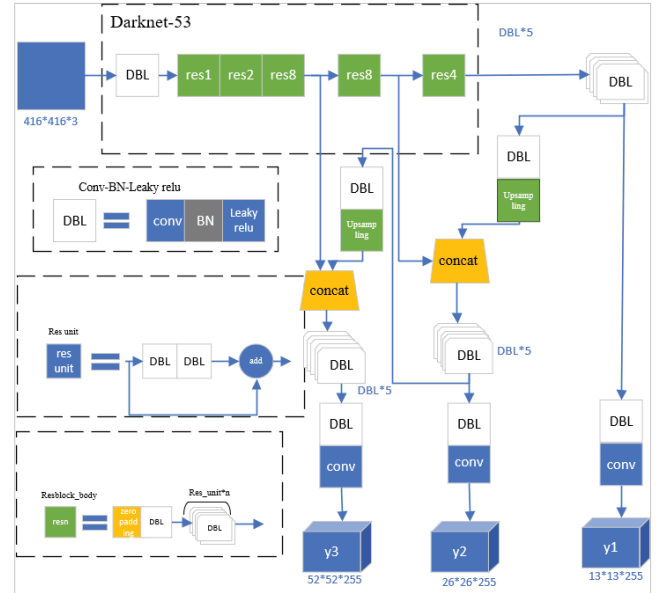 Darknet-53
DBL*5
DBL
res1
res2
res8
res8
res4
DBL
416*416*3
DBL
Upsamp
ling
DBL
Upsamp
ling
Conv-BN-Leaky relu
DBL
conv
BN
Leaky
relu
concat
concat
Res unit
res
unit
DBL
DBL
add
DBL
DBL*5
DBL
DBL*5
DBL
conv
DBL
conv
DBL
conv
Resblock_body
Res_unit*n
resn
zero
padd
ing
DBL
DBL
y3
52*52*255
y2
26*26*255
y1
13*13*255